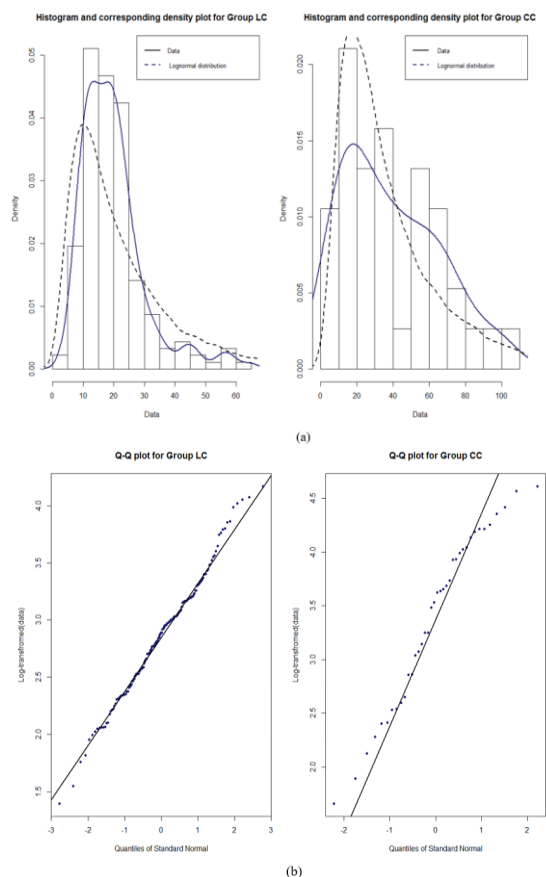 Histogram and corresponding density plot for Group LC
Histogram and corresponding density plot for Group CC
Data
Lognormal distribution
Density
0.00
0.01
0.02
0.03
0.04
0.05
0 10 20 30 40 50 60
Data
Data
Lognormal distribution
Density
0.000
0.005
0.010
0.015
0.020
0 20 40 60 80 100
Data
(a)
Q-Q plot for Group LC
Q-Q plot for Group CC
Log-transfromed(data)
1.5
2.0
2.5
3.0
3.5
4.0
-3 -2 -1 0 1 2 3
Quantiles of Standard Normal
Log-transfromed(data)
2.0
2.5
3.0
3.5
4.0
4.5
-2 -1 0 1 2
Quantiles of Standard Normal
(b)